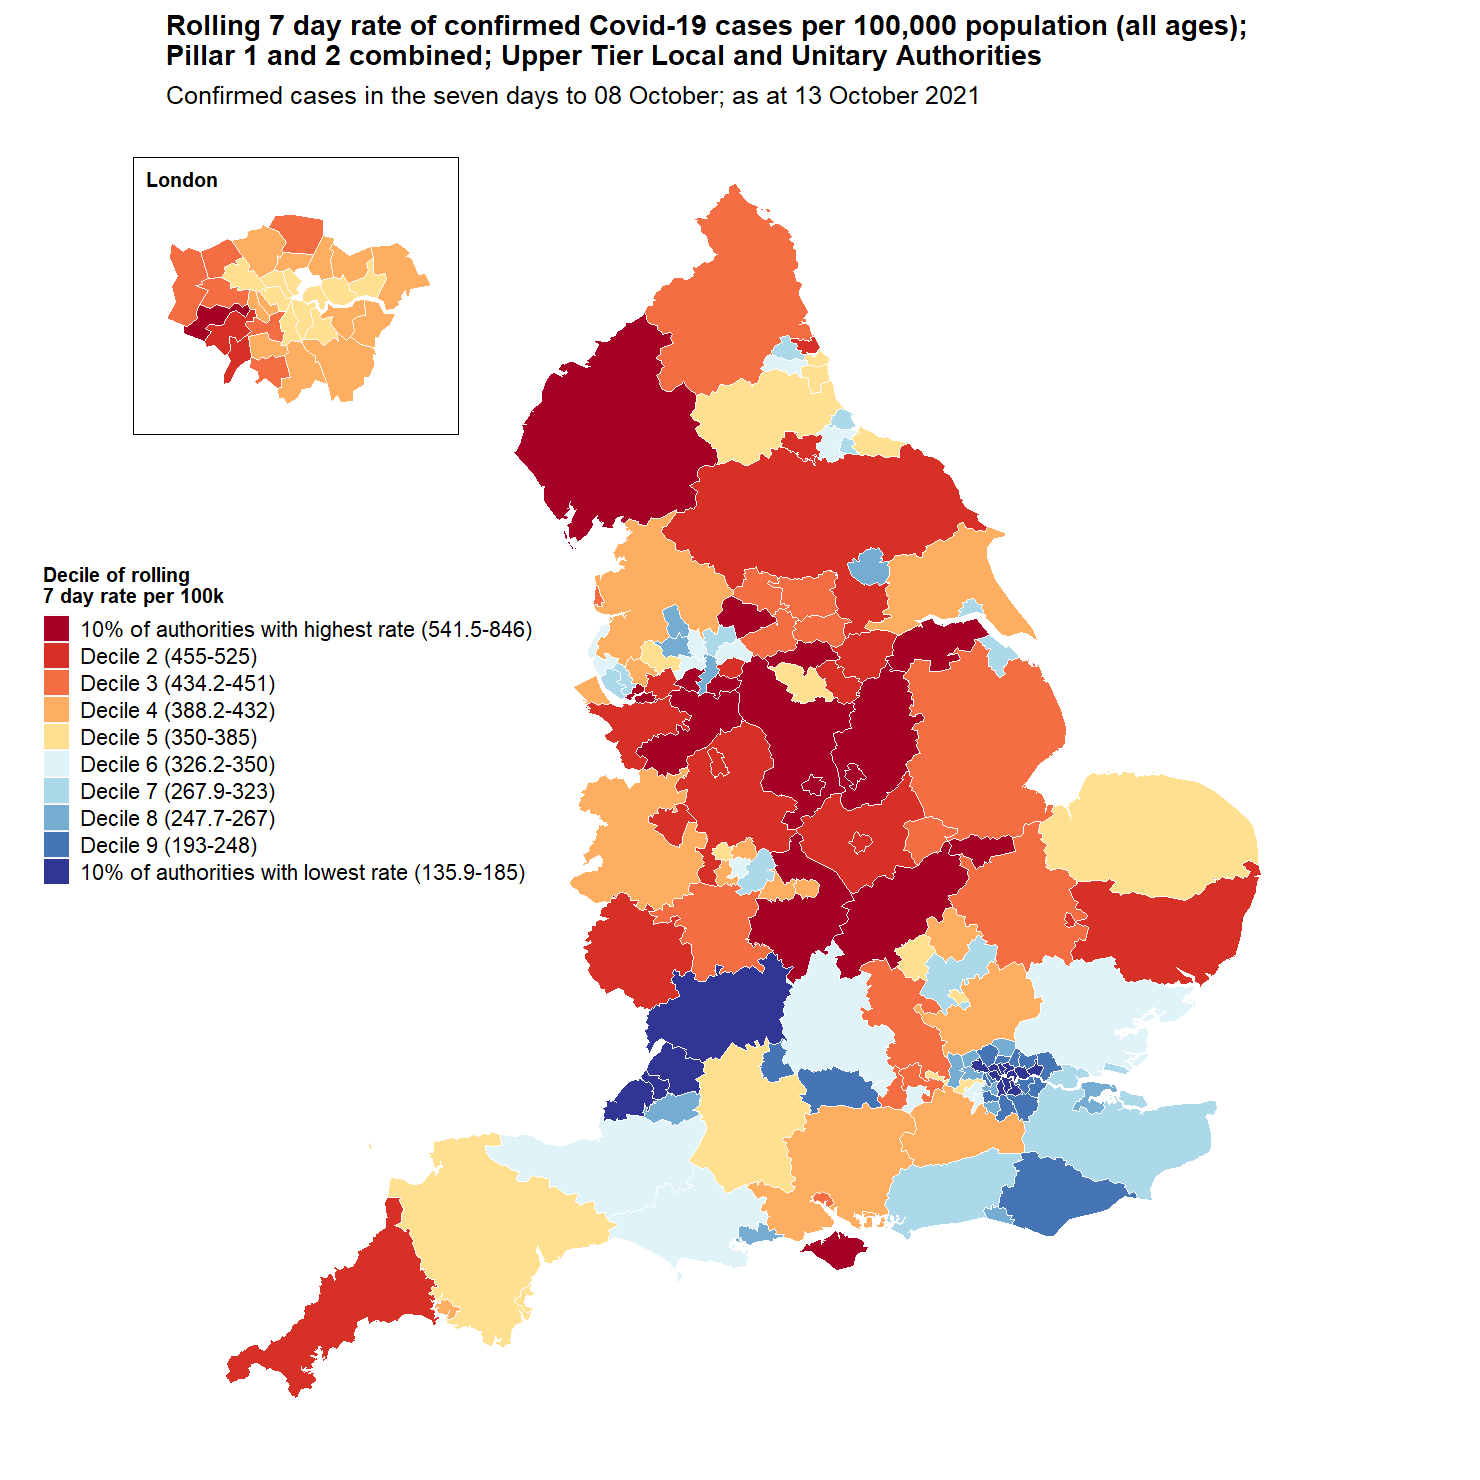 Rolling 7 day rate of confirmed Covid-19 cases per 100,000 population (all ages);
Pillar 1 and 2 combined; Upper Tier Local and Unitary Authorities
Confirmed cases in the seven days to 08 October; as at 13 October 2021
London
Decile of rolling
7 day rate per 100k
10% of authorities with highest rate (541.5-846)
Decile 2 (455-525)
Decile 3 (434.2-451)
Decile 4 (388.2-432)
Decile 5 (350-385)
Decile 6 (326.2-350)
Decile 7 (267.9-323)
Decile 8 (247.7-267)
Decile 9 (193-248)
10% of authorities with lowest rate (135.9-185)